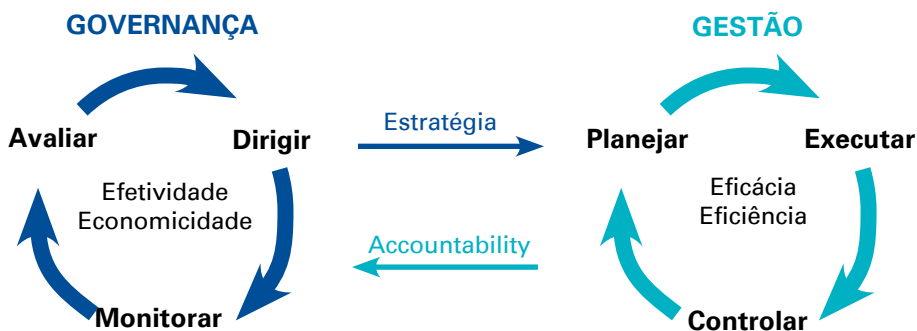 GOVERNANÇA
Avaliar
Dirigir
Efetividade
Economicidade
Monitorar
Estratégia
Accountability
GESTÃO
Planejar
Executar
Eficácia
Eficiência
Controlar